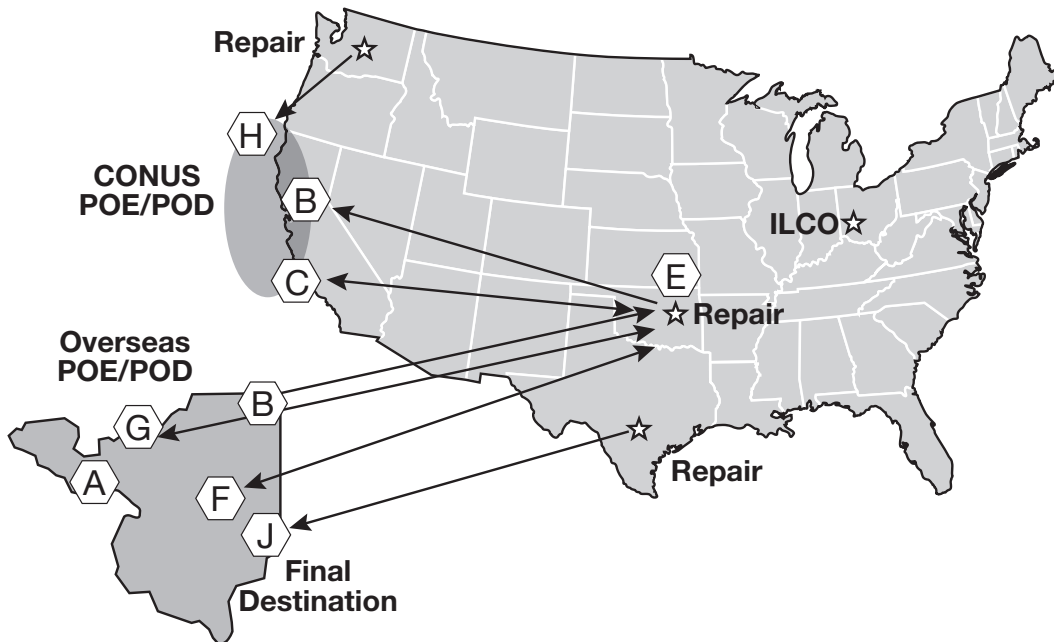 Repair
H
CONUS
POE/POD
B
ILCO
E
C
Repair
Overseas
POE/POD
B
G
A
F
Repair
J
Final
Destination